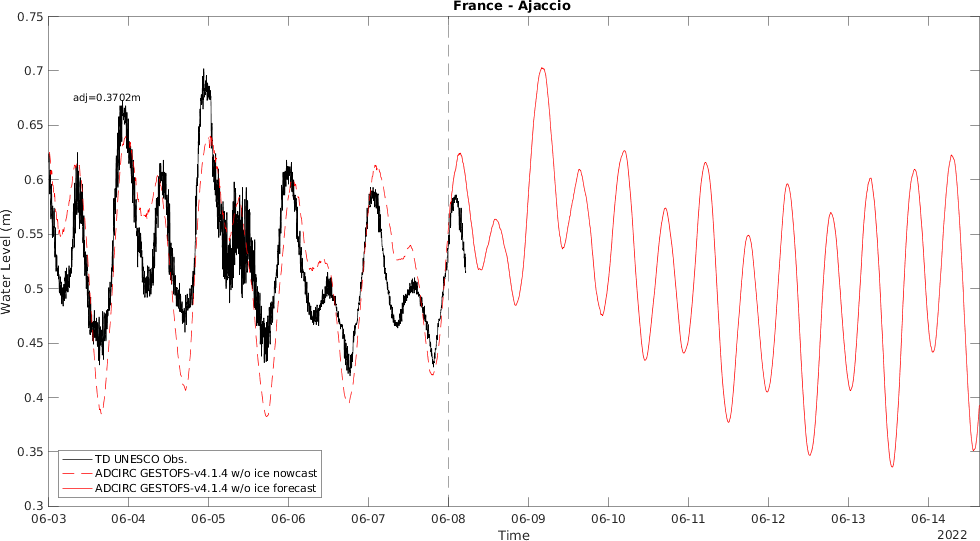 France - Ajaccio
0.75
0.7
adj=0.3702m
0.65
0.6
0.55
Water Level (m)
0.5
0.45
0.4
0.35
0.3
TD UNESCO Obs.
ADCIRC GESTOFS-v4.1.4 w/o ice nowcast
ADCIRC GESTOFS-v4.1.4 w/o ice forecast
06-03 06-04 06-05 06-06 06-07 06-08 06-09 06-10 06-11 06-12 06-13 06-14
Time
2022